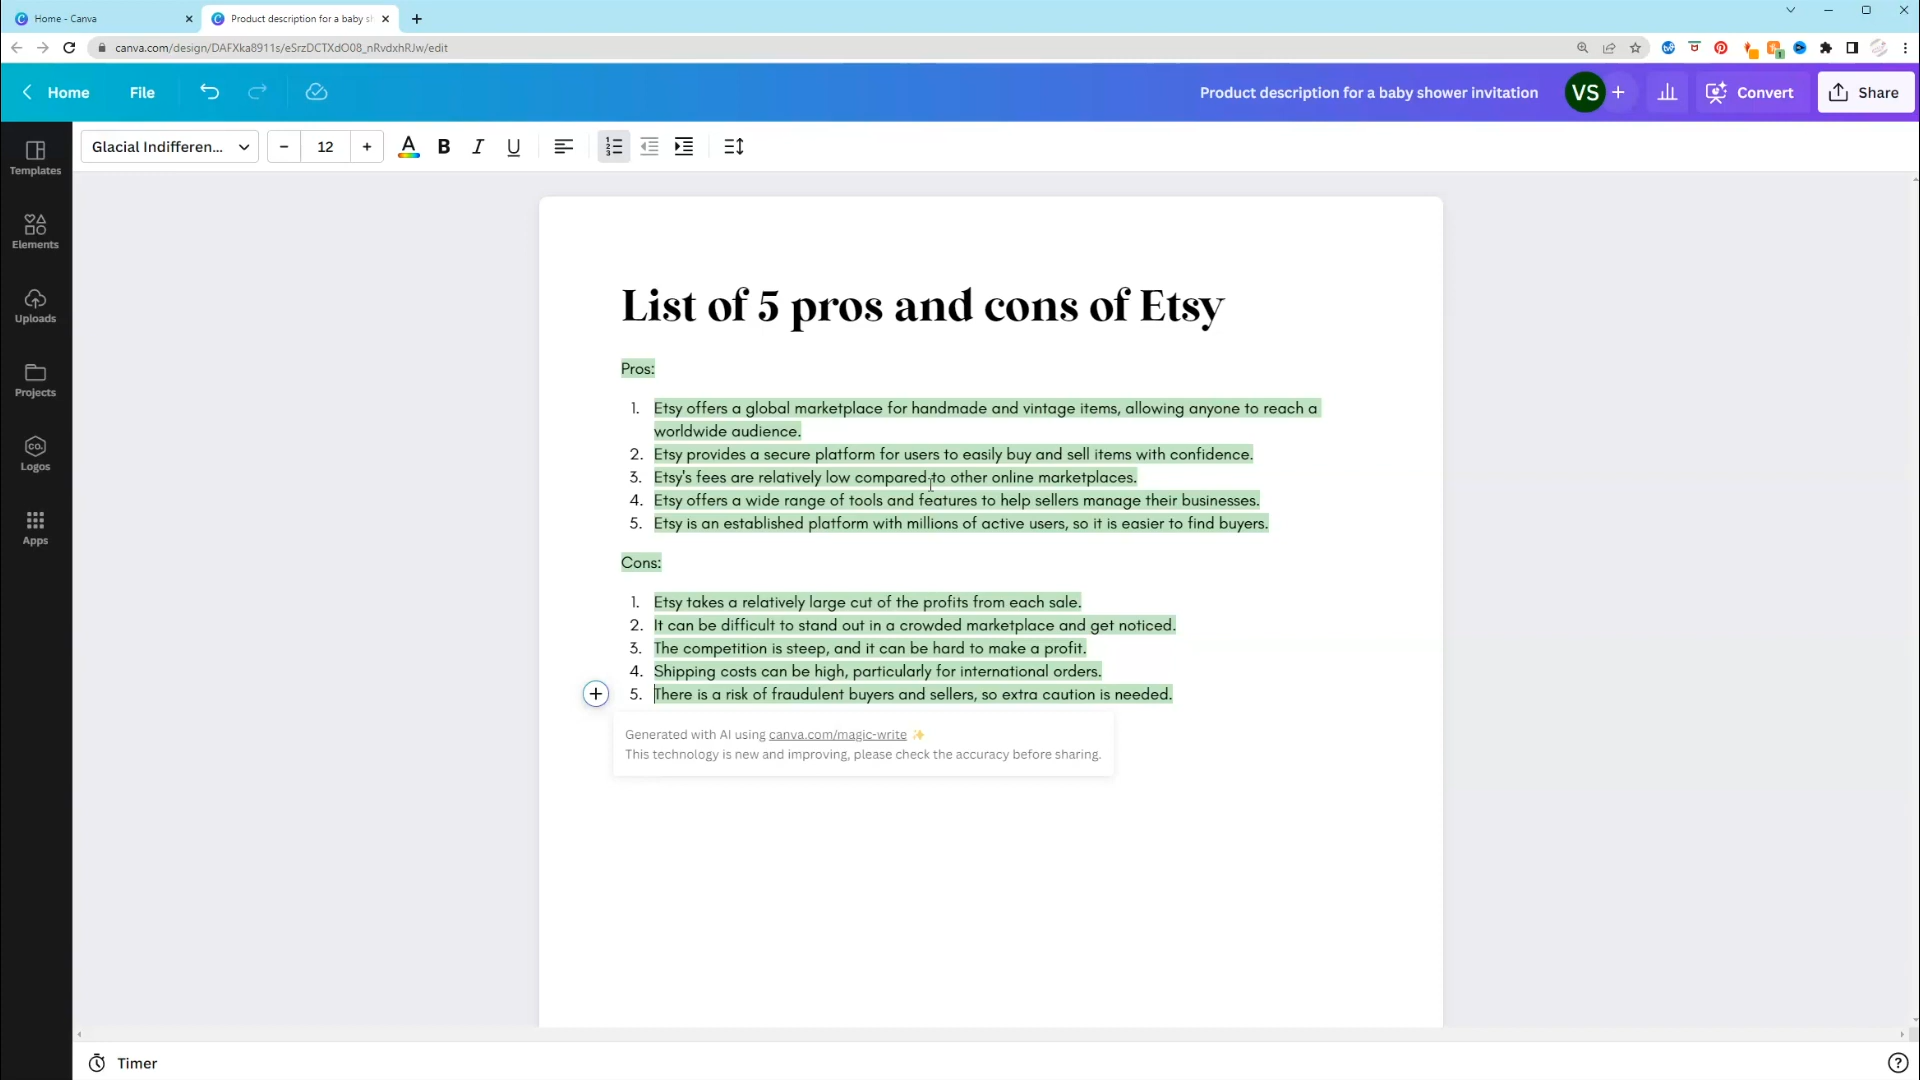 Home - Canva
Product description for a baby sh
canva.com/design/DAFXka8911s/eSrzDCTXdO08_nRvdxhRJw/edit
Home
File
Product description for a baby shower invitation
VS
Convert
Share
Templates
Elements
Uploads
Projects
CO.
Logos
Apps
Glacial Indifferen...
12
List of 5 pros and cons of Etsy
Pros:
1. Etsy offers a global marketplace for handmade and vintage items, allowing anyone to reach a
worldwide audience.
2. Etsy provides a secure platform for users to easily buy and sell items with confidence.
3. Etsy's fees are relatively low compared to other online marketplaces.
4. Etsy offers a wide range of tools and features to help sellers manage their businesses.
5. Etsy is an established platform with millions of active users, so it is easier to find buyers.
Cons:
1. Etsy takes a relatively large cut of the profits from each sale.
2. It can be difficult to stand out in a crowded marketplace and get noticed.
3. The competition is steep, and it can be hard to make a profit.
4. Shipping costs can be high, particularly for international orders.
5. There is a risk of fraudulent buyers and sellers, so extra caution is needed.
Generated with AI using canva.com/magic-write ✨
This technology is new and improving, please check the accuracy before sharing.
Timer